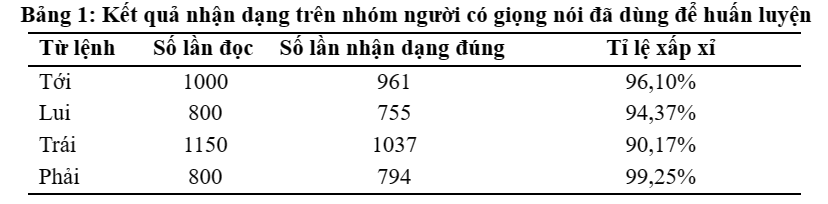 Bảng 1: Kết quả nhận dạng trên nhóm người có giọng nói đã dùng để huấn luyện
Từ lệnh Số lần đọc Số lần nhận dạng đúng Tỉ lệ xấp xỉ
Tới 1000 961 96,10%
Lui 800 755 94,37%
Trái 1150 1037 90,17%
Phải 800 794 99,25%